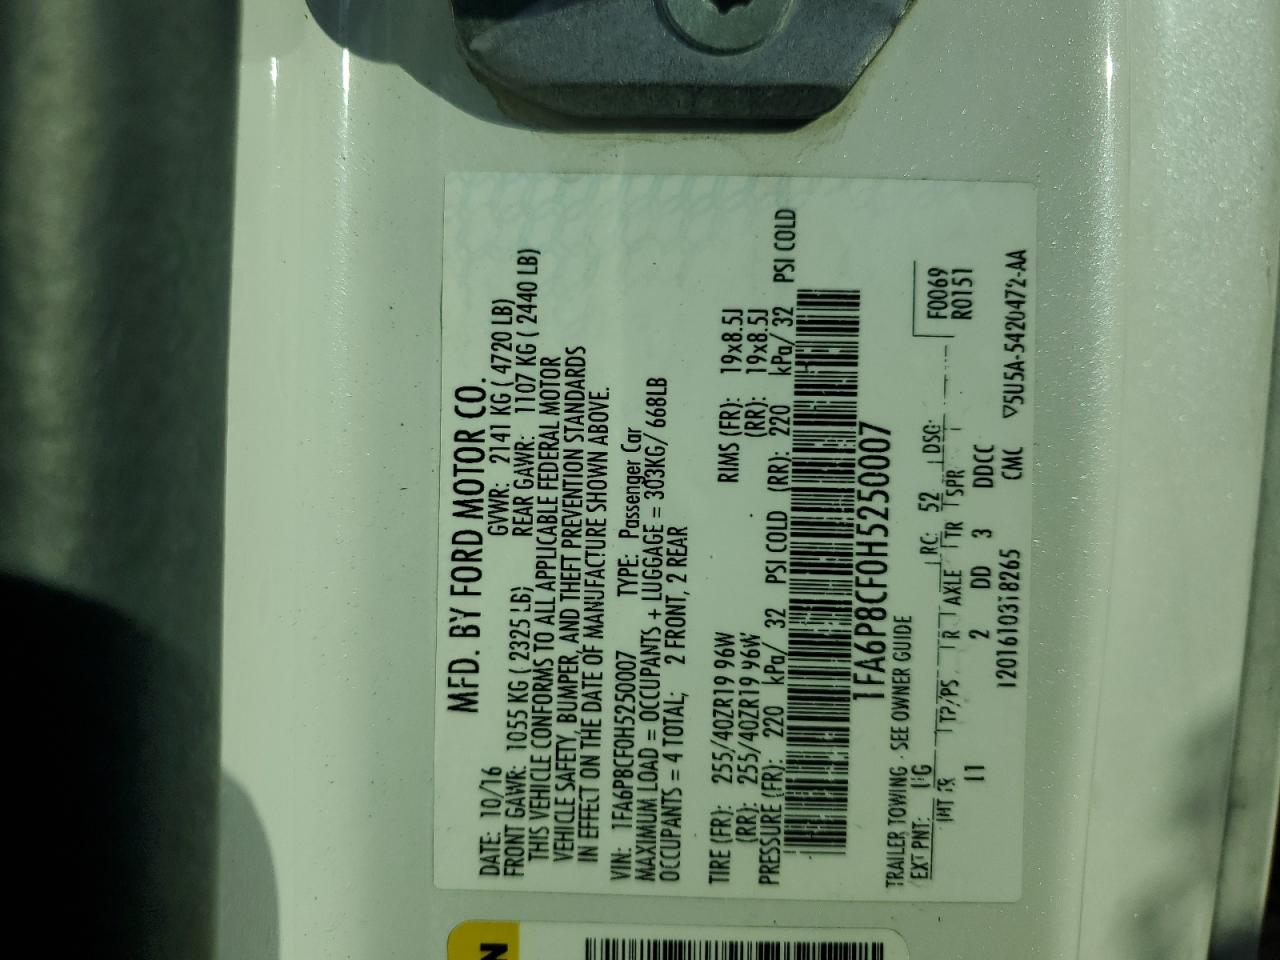 MFD. BY FORD MOTOR CO.
DATE: 10/16 GVWR: 2141 KG ( 4720 LB)
FRONT GAWR: 1055 KG ( 2325 LB) REAR GAWR: 1107 KG ( 2440 LB)
THIS VEHICLE CONFORMS TO ALL APPLICABLE FEDERAL MOTOR
VEHICLE SAFETY, BUMPER, AND THEFT PREVENTION STANDARDS
IN EFFECT ON THE DATE OF MANUFACTURE SHOWN ABOVE.
VIN: 1FA6P8CF0H5250007 TYPE: Passenger Car
MAXIMUM LOAD = OCCUPANTS + LUGGAGE = 303KG/ 668LB
OCCUPANTS = 4 TOTAL; 2 FRONT, 2 REAR
TIRE (FR): 255/40ZR19 96W RIMS (FR): 19x8.5J
(RR): 255/40ZR19 96W (RR): 19x8.5J
PRESSURE (FR): 220 kPa/ 32 PSI COLD (RR): 220 kPa/ 32 PSI COLD
1FA6P8CF0H5250007
TRAILER TOWING - SEE OWNER GUIDE
EXT PNT: UG RC: 52 DSO: F0069
INT TR TP/PS R AXLE TR SPR R0151
11 2 DD 3 DDCC
1201610318265 CMC ▽5U5A-5420472-AA
N